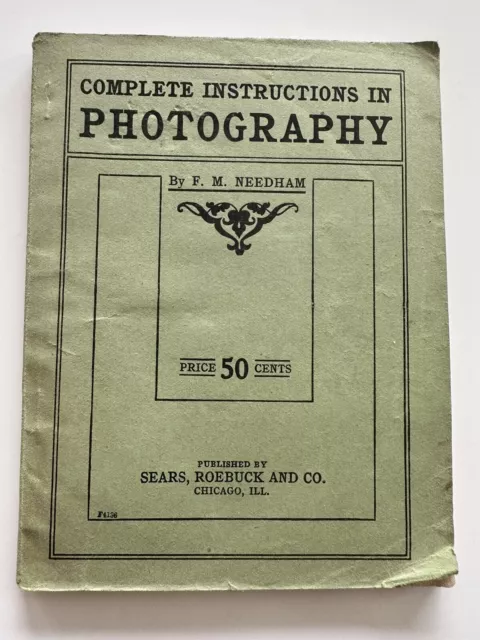 COMPLETE INSTRUCTIONS IN
PHOTOGRAPHY
By F. M. NEEDHAM
PRICE 50 CENTS
PUBLISHED BY
SEARS, ROEBUCK AND CO.
CHICAGO, ILL.
F4156